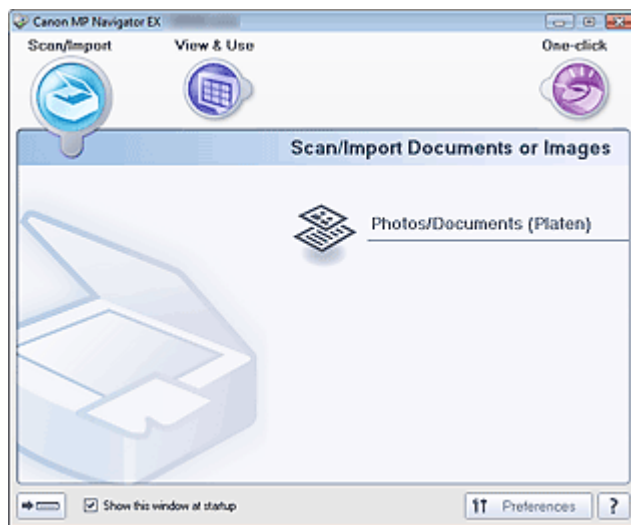 Canon MP Navigator EX
Scan/Import
View & Use
One-click
Scan/Import Documents or Images
Photos/Documents (Platen)
Show this window at startup
Preferences
?